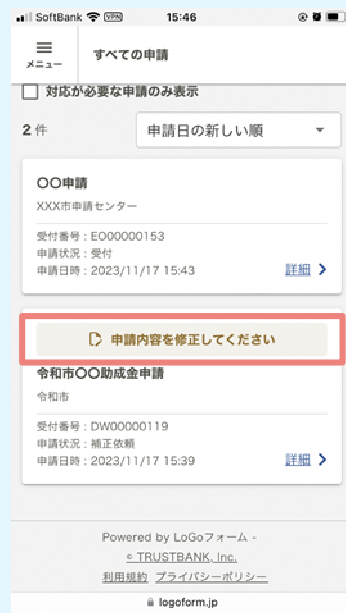 SoftBank VPN 15:46
メニュー
すべての申請
対応が必要な申請のみ表示
2 件
申請日の新しい順
〇〇申請
XXX市申請センター
受付番号：EO00000153
申請状況：受付
申請日時：2023/11/17 15:43
詳細
申請内容を修正してください
令和市〇〇助成金申請
令和市
受付番号：DW00000119
申請状況：補正依頼
申請日時：2023/11/17 15:39
詳細
Powered by LoGoフォーム -
© TRUSTBANK, Inc.
利用規約 プライバシーポリシー
logoform.jp